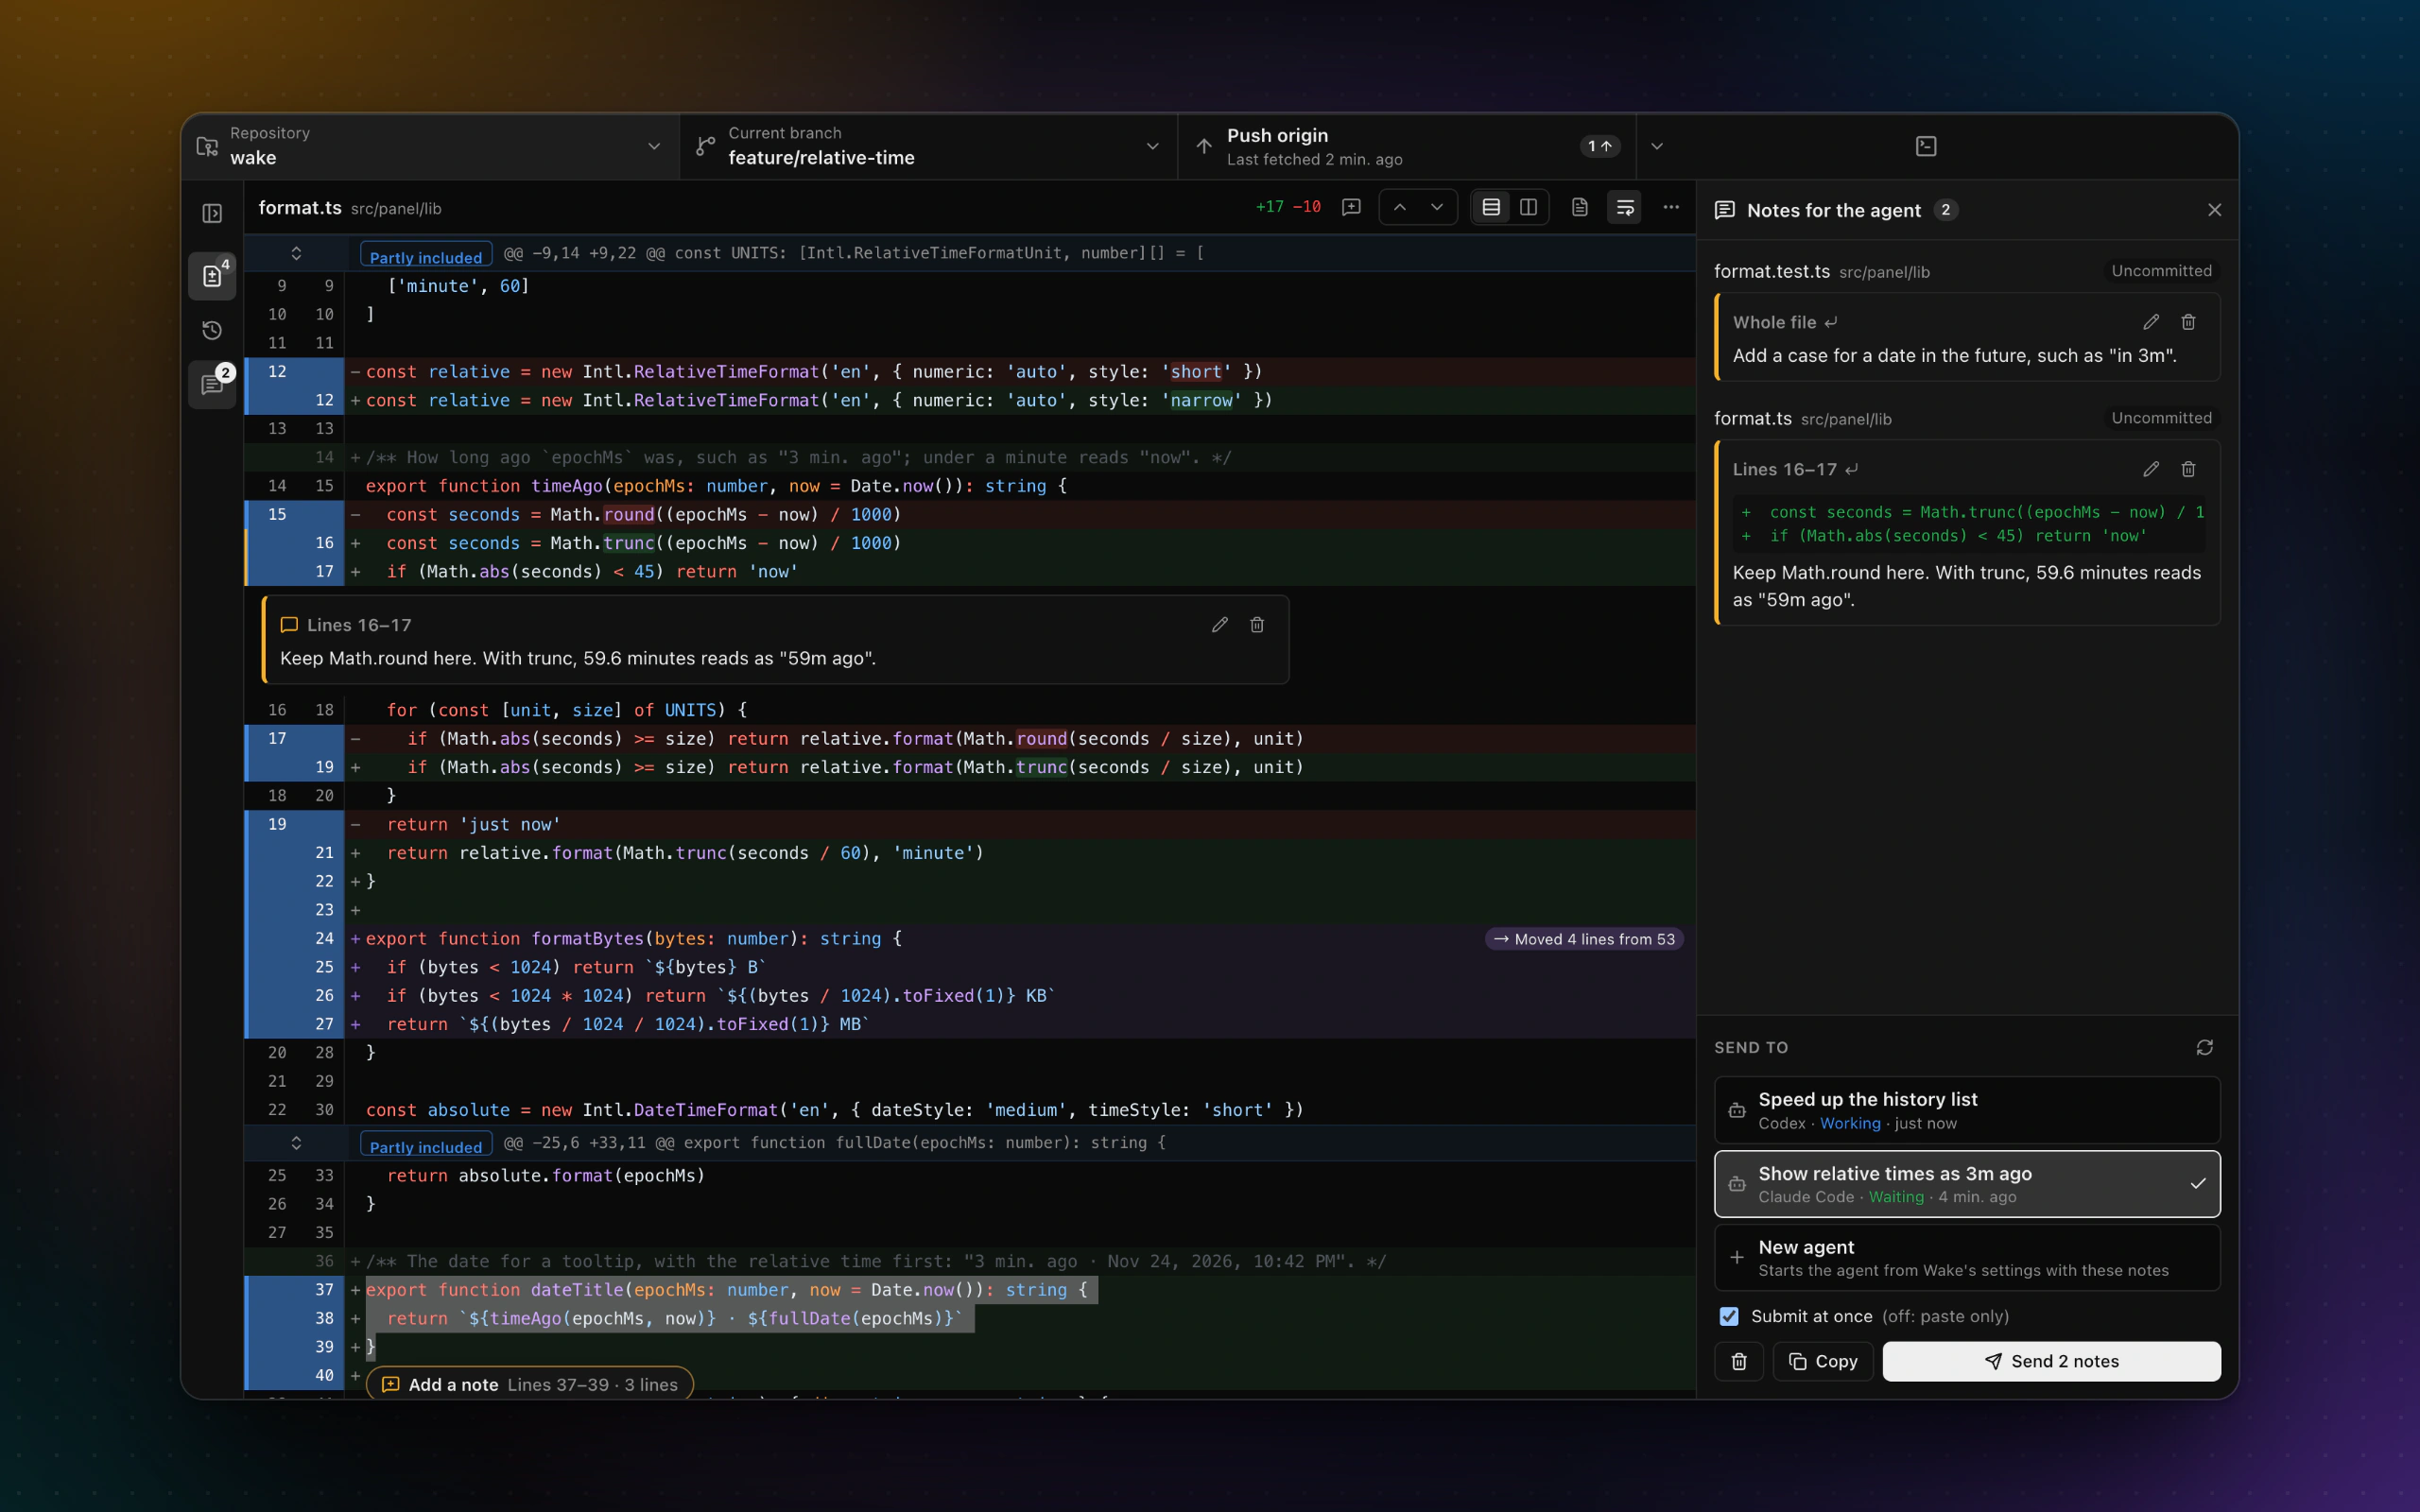 Repository
wake
Current branch
feature/relative-time
Push origin
Last fetched 2 min. ago
1
format.ts src/panel/lib
+17 −10
4
2
Partly included @@ −9,14 +9,22 @@ const UNITS: [Intl.RelativeTimeFormatUnit, number][] = [
9 9 ['minute', 60]
10 10 ]
11 11
12 − const relative = new Intl.RelativeTimeFormat('en', { numeric: 'auto', style: 'short' })
12 + const relative = new Intl.RelativeTimeFormat('en', { numeric: 'auto', style: 'narrow' })
13 13
14 + /** How long ago `epochMs` was, such as "3 min. ago"; under a minute reads "now". */
14 15 export function timeAgo(epochMs: number, now = Date.now()): string {
15 − const seconds = Math.round((epochMs − now) / 1000)
16 + const seconds = Math.trunc((epochMs − now) / 1000)
17 + if (Math.abs(seconds) < 45) return 'now'
Lines 16–17
Keep Math.round here. With trunc, 59.6 minutes reads as "59m ago".
16 18 for (const [unit, size] of UNITS) {
17 − if (Math.abs(seconds) >= size) return relative.format(Math.round(seconds / size), unit)
19 + if (Math.abs(seconds) >= size) return relative.format(Math.trunc(seconds / size), unit)
18 20 }
19 − return 'just now'
21 + return relative.format(Math.trunc(seconds / 60), 'minute')
22 + }
23 +
24 + export function formatBytes(bytes: number): string {
→ Moved 4 lines from 53
25 + if (bytes < 1024) return `${bytes} B`
26 + if (bytes < 1024 * 1024) return `${(bytes / 1024).toFixed(1)} KB`
27 + return `${(bytes / 1024 / 1024).toFixed(1)} MB`
20 28 }
21 29
22 30 const absolute = new Intl.DateTimeFormat('en', { dateStyle: 'medium', timeStyle: 'short' })
Partly included @@ −25,6 +33,11 @@ export function fullDate(epochMs: number): string {
25 33 return absolute.format(epochMs)
26 34 }
27 35
36 + /** The date for a tooltip, with the relative time first: "3 min. ago · Nov 24, 2026, 10:42 PM". */
37 + export function dateTitle(epochMs: number, now = Date.now()): string {
38 + return `${timeAgo(epochMs, now)} · ${fullDate(epochMs)}`
39 + }
40 +
Add a note Lines 37–39 · 3 lines
Notes for the agent 2
format.test.ts src/panel/lib Uncommitted
Whole file
Add a case for a date in the future, such as "in 3m".
format.ts src/panel/lib Uncommitted
Lines 16–17
+ const seconds = Math.trunc((epochMs − now) / 1
+ if (Math.abs(seconds) < 45) return 'now'
Keep Math.round here. With trunc, 59.6 minutes reads
as "59m ago".
SEND TO
Speed up the history list
Codex · Working · just now
Show relative times as 3m ago
Claude Code · Waiting · 4 min. ago
New agent
Starts the agent from Wake's settings with these notes
Submit at once (off: paste only)
Copy
Send 2 notes